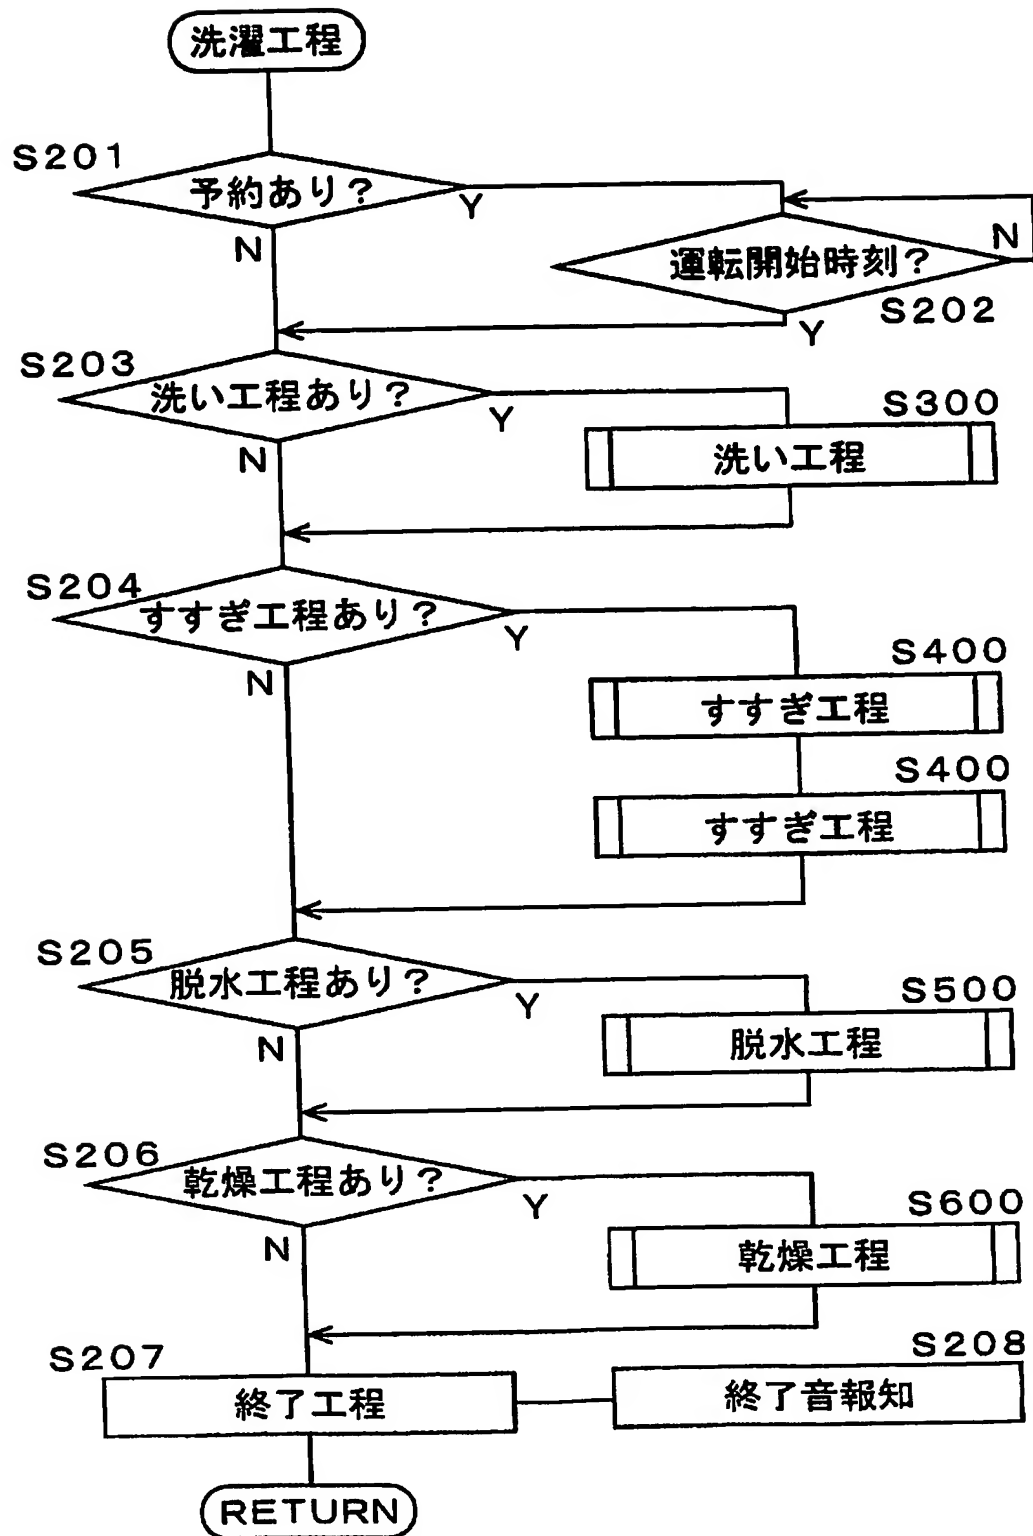 洗濯工程
S201
予約あり?
Y
N
運転開始時刻?
N
S202
Y
S203
洗い工程あり?
Y
N
S300
洗い工程
S204
すすぎ工程あり?
Y
N
S400
すすぎ工程
S400
すすぎ工程
S205
脱水工程あり?
Y
N
S500
脱水工程
S206
乾燥工程あり?
Y
N
S600
乾燥工程
S207
終了工程
S208
終了音報知
RETURN